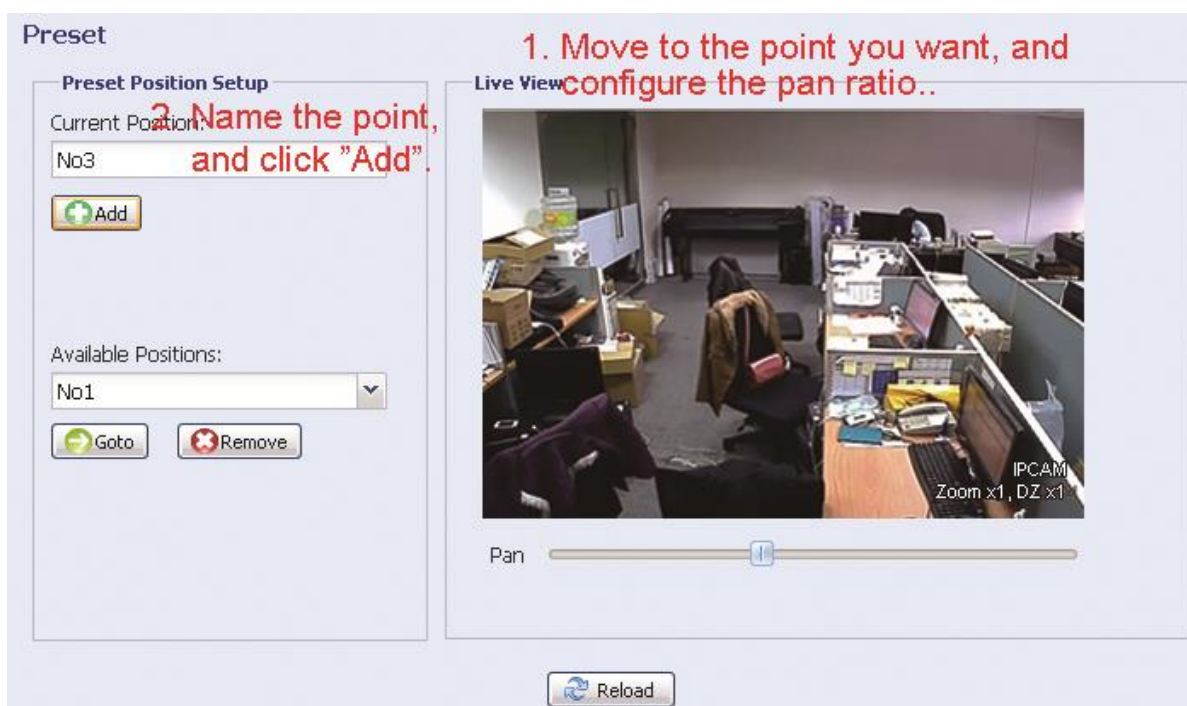 Preset
1. Move to the point you want, and
configure the pan ratio..
Preset Position Setup
2. Name the point,
and click ”Add”.
Current Position:
No3
Add
Available Positions:
No1
Goto
Remove
Live View
IPCAM
Zoom x1, DZ x1
Pan
Reload